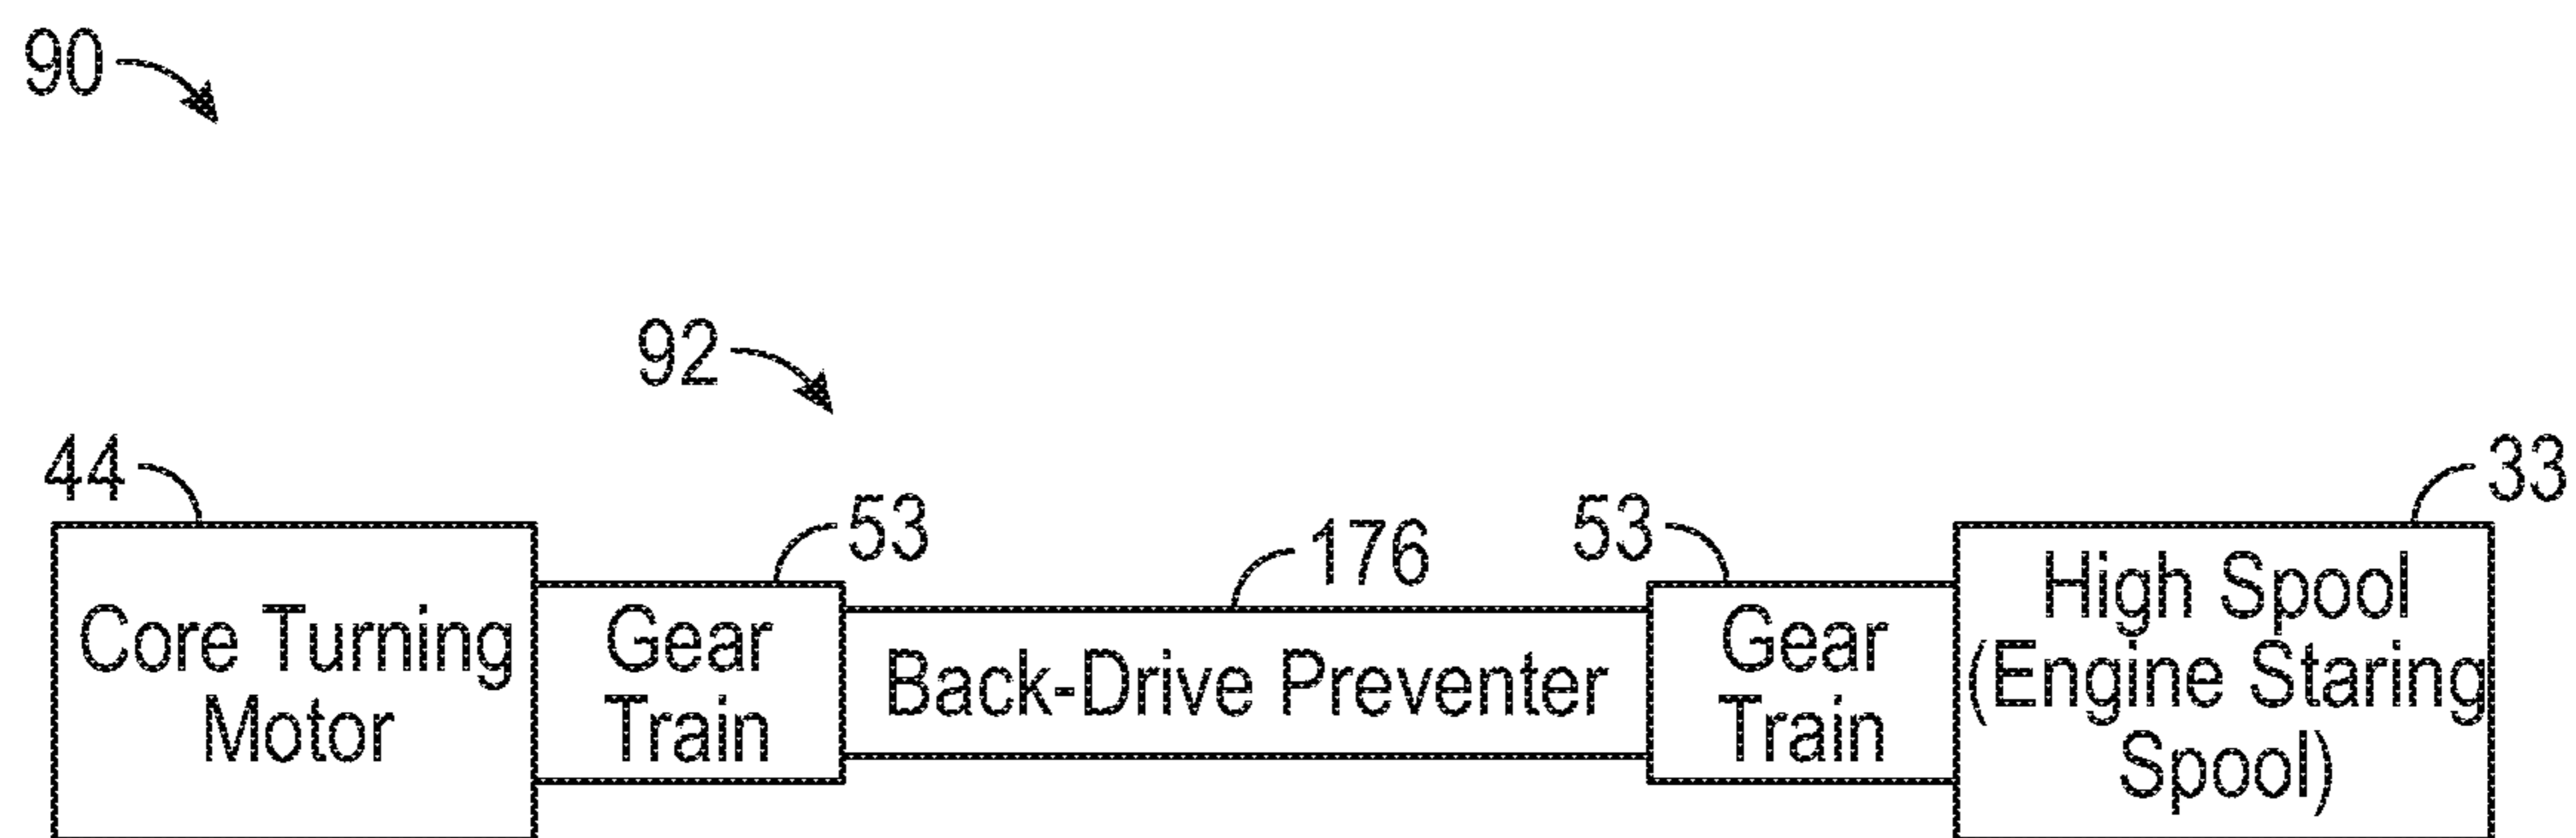 90
92
44
53
176
53
33
Core Turning
Motor
Gear
Train
Back-Drive Preventer
Gear
Train
High Spool
(Engine Staring
Spool)